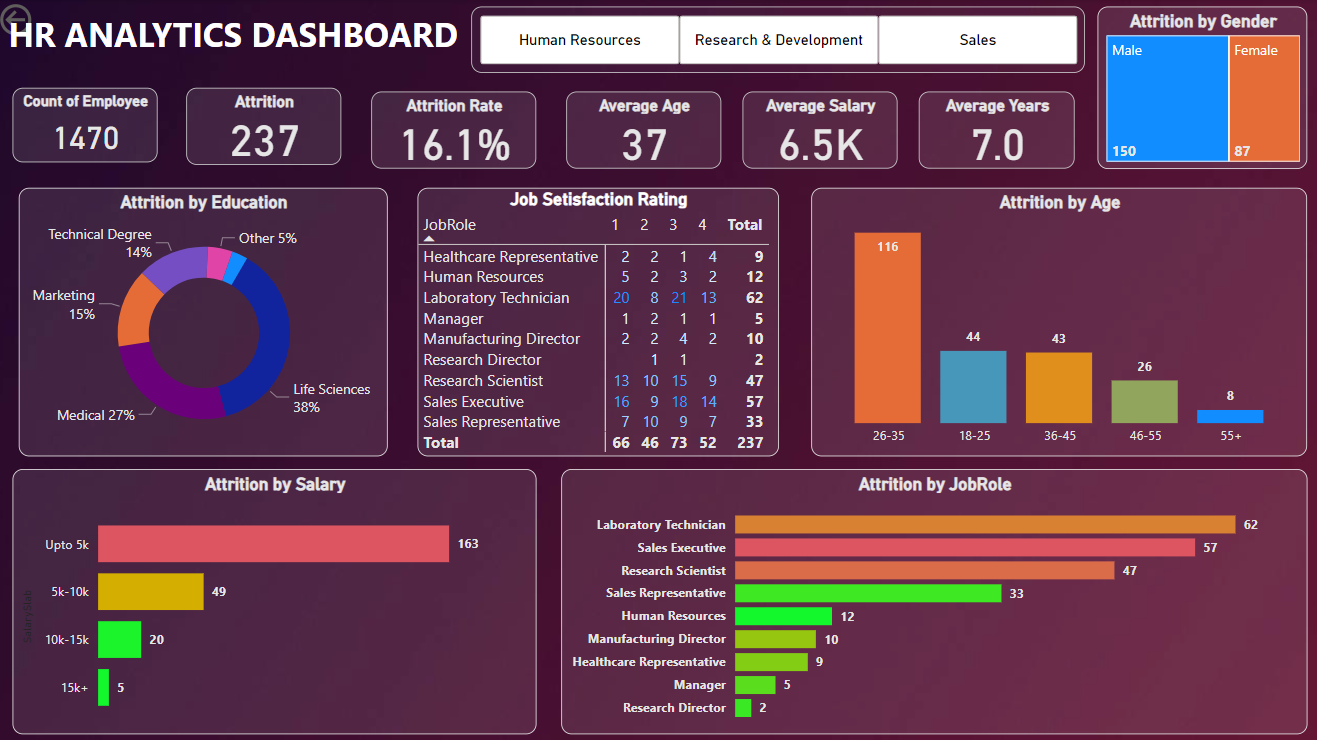 HR ANALYTICS DASHBOARD
Human Resources
Research & Development
Sales
Attrition by Gender
Male
Female
150
87
Count of Employee
1470
Attrition
237
Attrition Rate
16.1%
Average Age
37
Average Salary
6.5K
Average Years
7.0
Attrition by Education
Technical Degree
14%
Other 5%
Marketing
15%
Life Sciences
38%
Medical 27%
Job Setisfaction Rating
JobRole 1 2 3 4 Total
Healthcare Representative 2 2 1 4 9
Human Resources 5 2 3 2 12
Laboratory Technician 20 8 21 13 62
Manager 1 2 1 1 5
Manufacturing Director 2 2 4 2 10
Research Director 1 1 2
Research Scientist 13 10 15 9 47
Sales Executive 16 9 18 14 57
Sales Representative 7 10 9 7 33
Total 66 46 73 52 237
Attrition by Age
116
44
43
26
8
26-35
18-25
36-45
46-55
55+
Attrition by Salary
SalarySlab
Upto 5k 163
5k-10k 49
10k-15k 20
15k+ 5
Attrition by JobRole
Laboratory Technician 62
Sales Executive 57
Research Scientist 47
Sales Representative 33
Human Resources 12
Manufacturing Director 10
Healthcare Representative 9
Manager 5
Research Director 2